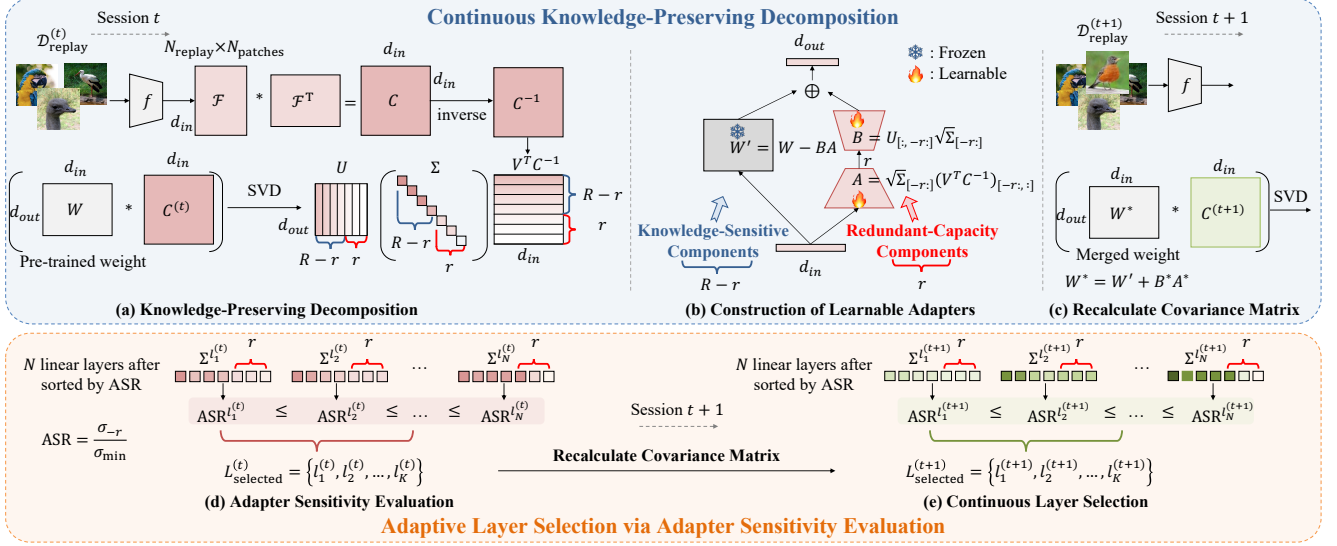 Continuous Knowledge-Preserving Decomposition
Session t
𝒟_replay^(t)
N_replay×N_patches
f
d_in
ℱ
*
ℱ^T
=
d_in
C
d_in
inverse
C^−1
d_in
d_out
W
*
d_in
C^(t)
Pre-trained weight
SVD
U
d_out
R − r
r
Σ
R − r
r
V^T C^−1
R − r
r
d_in
(a) Knowledge-Preserving Decomposition
d_out
: Frozen
: Learnable
⊕
W′ = W − BA
B = U_[:,−r:]√Σ_[−r:]
r
A = √Σ_[−r:](V^T C^−1)_[−r:,:]
Knowledge-Sensitive
Components
R − r
d_in
Redundant-Capacity
Components
r
(b) Construction of Learnable Adapters
𝒟_replay^(t+1)
Session t + 1
f
d_in
d_out
W*
*
d_in
C^(t+1)
SVD
Merged weight
W* = W′ + B*A*
(c) Recalculate Covariance Matrix
N linear layers after
sorted by ASR
Σ^l_1^(t)
r
Σ^l_2^(t)
r
…
Σ^l_N^(t)
r
ASR^l_1^(t) ≤ ASR^l_2^(t) ≤ … ≤ ASR^l_N^(t)
ASR = σ_−r / σ_min
L_selected^(t) = {l_1^(t), l_2^(t), …, l_K^(t)}
(d) Adapter Sensitivity Evaluation
Session t + 1
Recalculate Covariance Matrix
N linear layers after
sorted by ASR
Σ^l_1^(t+1)
r
Σ^l_2^(t+1)
r
…
Σ^l_N^(t+1)
r
ASR^l_1^(t+1) ≤ ASR^l_2^(t+1) ≤ … ≤ ASR^l_N^(t+1)
L_selected^(t+1) = {l_1^(t+1), l_2^(t+1), …, l_K^(t+1)}
(e) Continuous Layer Selection
Adaptive Layer Selection via Adapter Sensitivity Evaluation